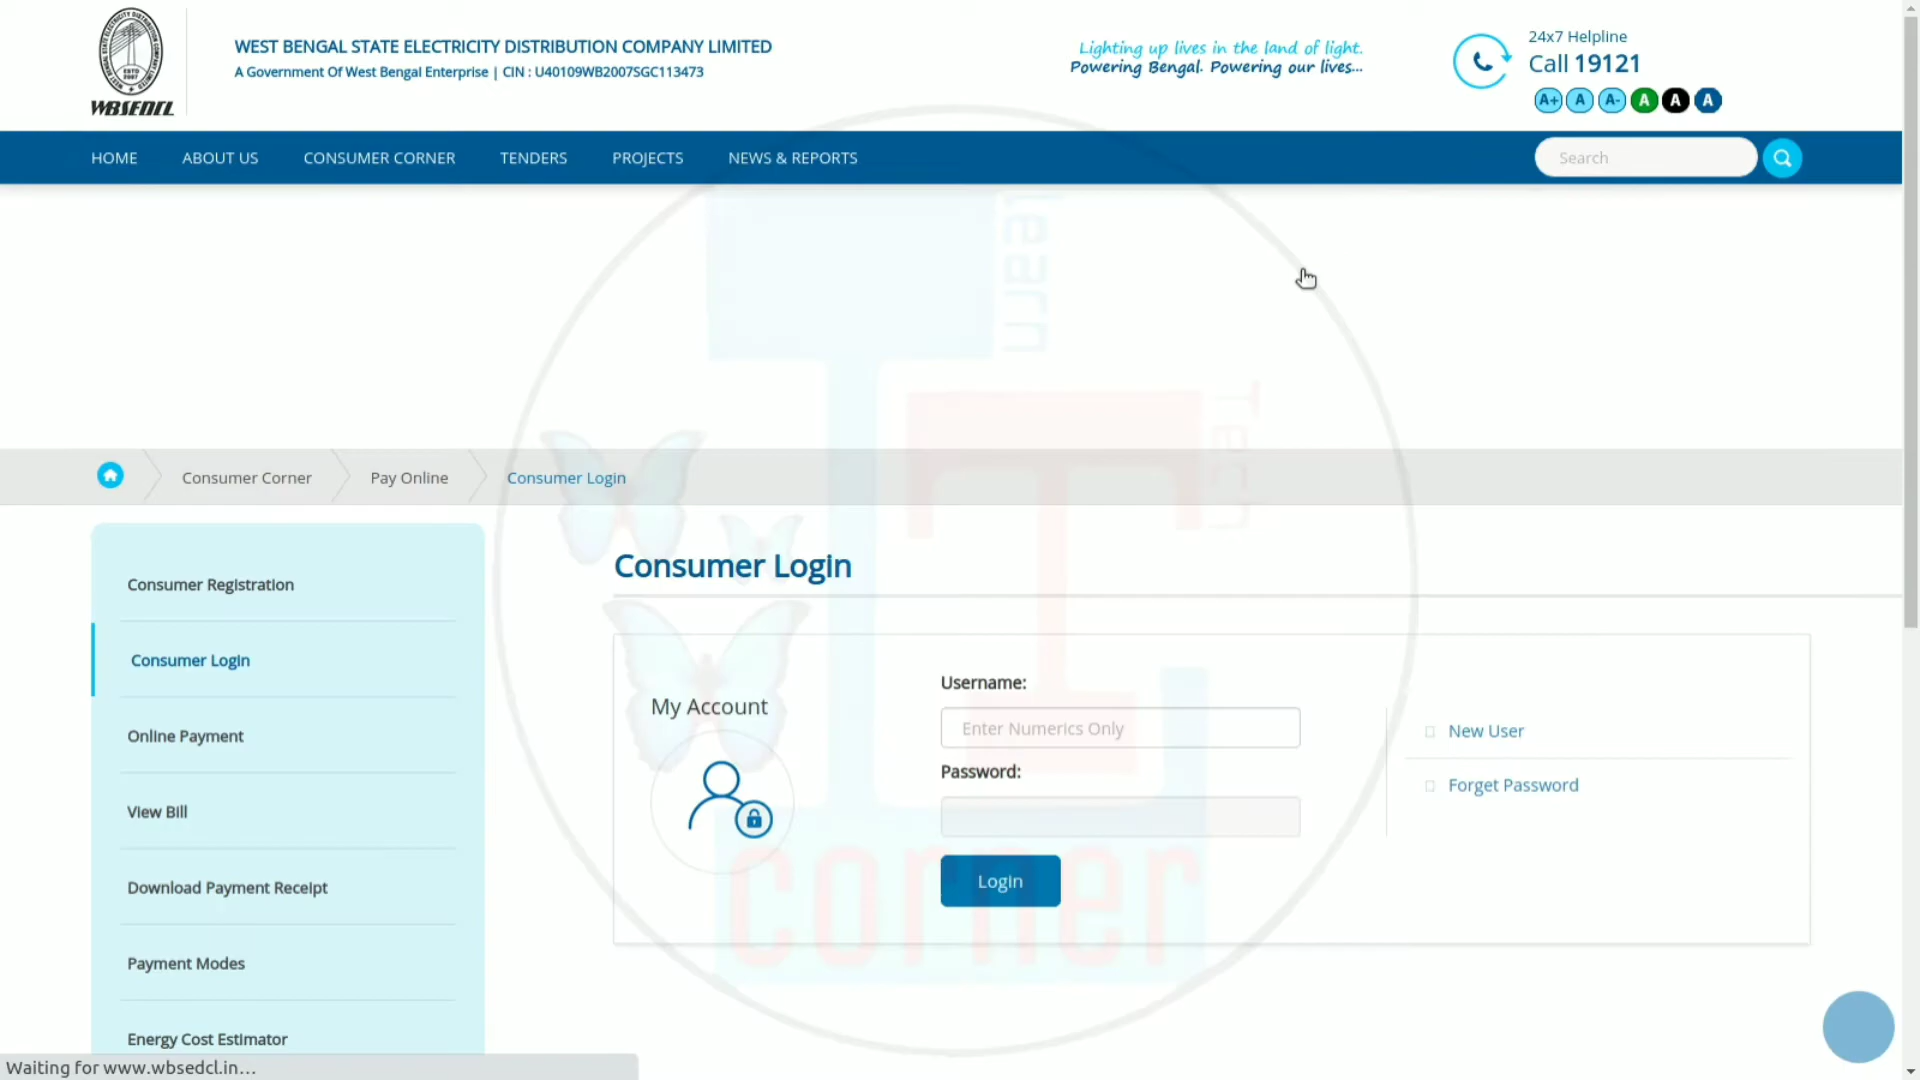 WBSEDCL
WEST BENGAL STATE ELECTRICITY DISTRIBUTION COMPANY LIMITED
A Government Of West Bengal Enterprise | CIN : U40109WB2007SGC113473
Lighting up lives in the land of light.
Powering Bengal. Powering our lives...
24x7 Helpline
Call 19121
A+ A A- A A A
HOME ABOUT US CONSUMER CORNER TENDERS PROJECTS NEWS & REPORTS Search
Learn
Tech
Consumer Corner Pay Online Consumer Login
Consumer Registration
Consumer Login
Online Payment
View Bill
Download Payment Receipt
Payment Modes
Energy Cost Estimator
Consumer Login
My Account
Username:
Enter Numerics Only
Password:
Login
New User
Forget Password
corner
Waiting for www.wbsedcl.in...